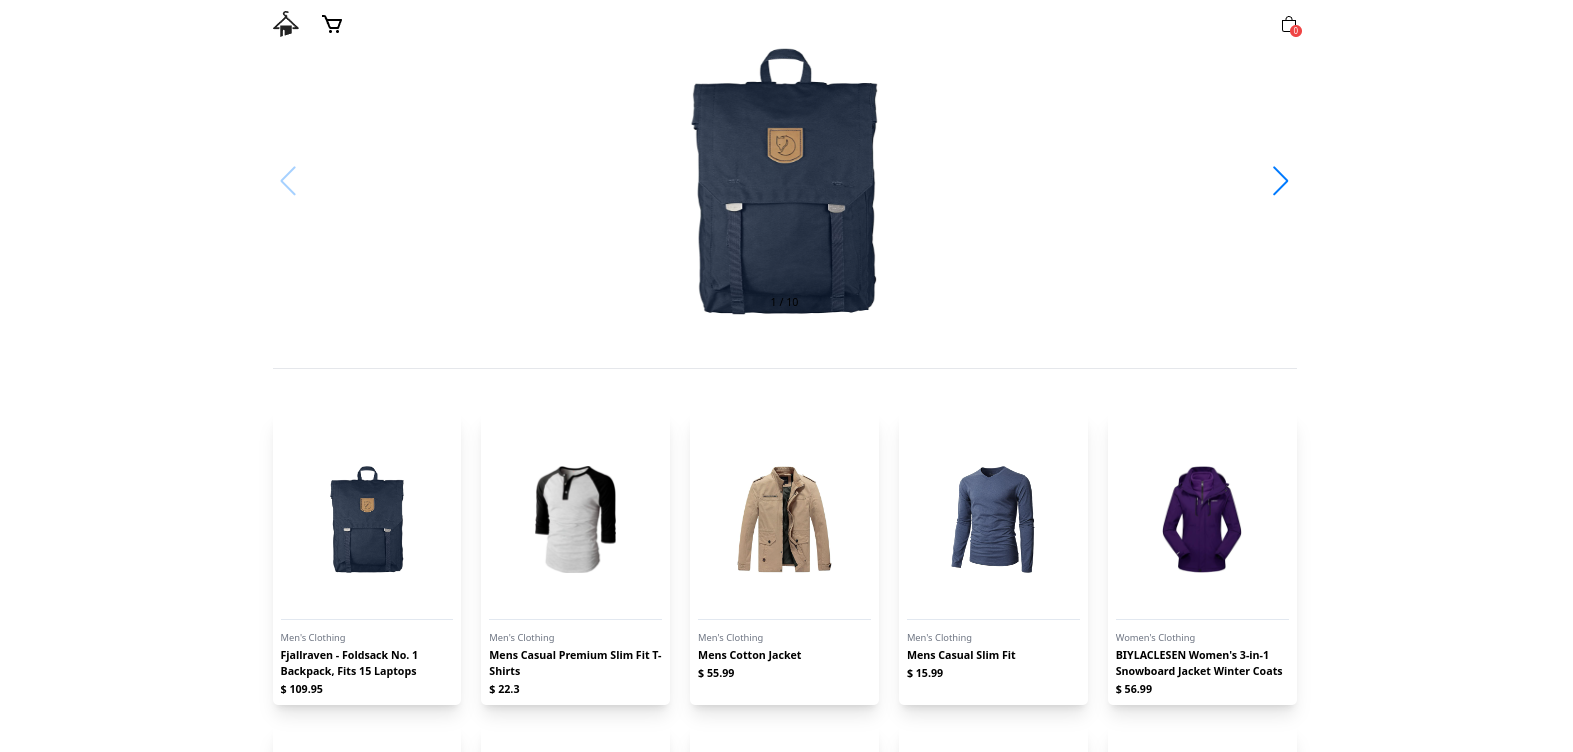 0
1 / 10
Men's Clothing
Fjallraven - Foldsack No. 1
Backpack, Fits 15 Laptops
$ 109.95
Men's Clothing
Mens Casual Premium Slim Fit T-
Shirts
$ 22.3
Men's Clothing
Mens Cotton Jacket
$ 55.99
Men's Clothing
Mens Casual Slim Fit
$ 15.99
Women's Clothing
BIYLACLESEN Women's 3-in-1
Snowboard Jacket Winter Coats
$ 56.99